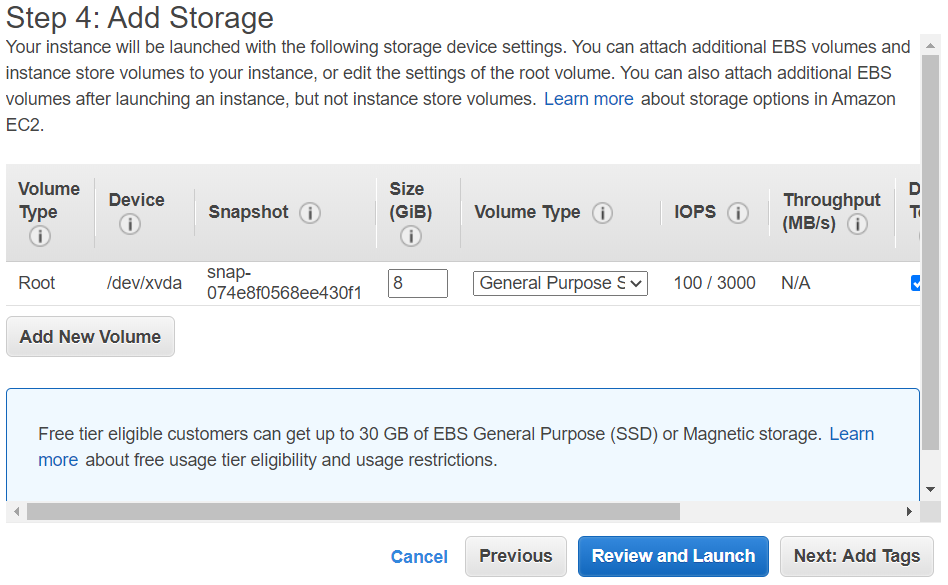 Step 4: Add Storage
Your instance will be launched with the following storage device settings. You can attach additional EBS volumes and
instance store volumes to your instance, or edit the settings of the root volume. You can also attach additional EBS
volumes after launching an instance, but not instance store volumes. Learn more about storage options in Amazon
EC2.
Volume Type Device Snapshot Size (GiB) Volume Type IOPS Throughput (MB/s)
Root /dev/xvda snap-074e8f0568ee430f1 8 General Purpose S 100 / 3000 N/A
Add New Volume
Free tier eligible customers can get up to 30 GB of EBS General Purpose (SSD) or Magnetic storage. Learn
more about free usage tier eligibility and usage restrictions.
Cancel Previous Review and Launch Next: Add Tags